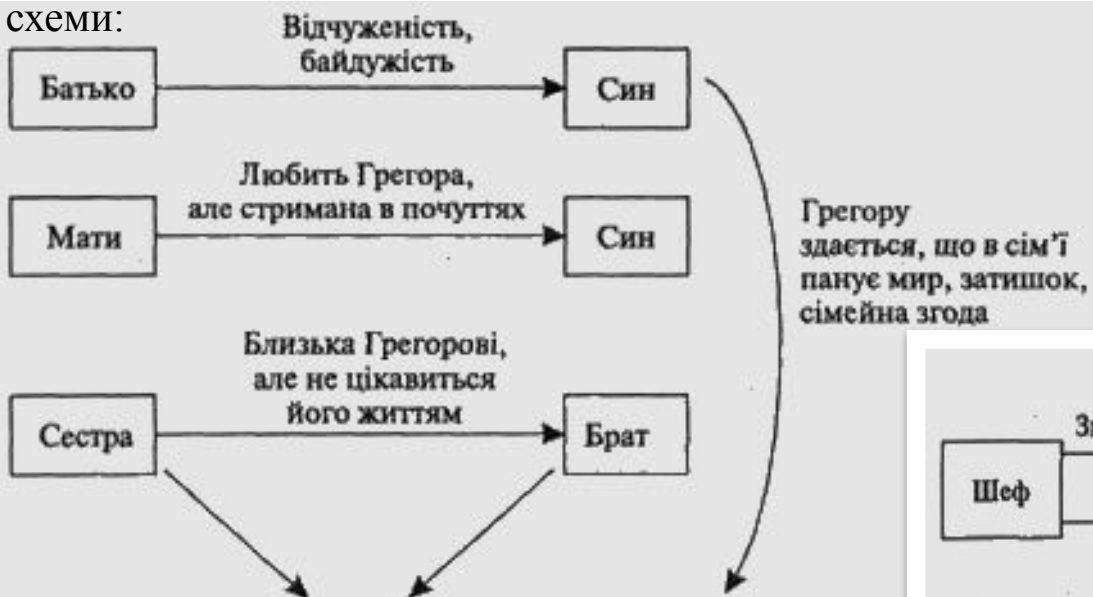 схеми:
Відчуженість,
байдужість
Батько
Син
Любить Грегора,
але стримана в почуттях
Мати
Син
Грегору
здається, що в сім’ї
панує мир, затишок,
сімейна згода
Близька Грегорові,
але не цікавиться
його життям
Сестра
Брат
Шеф